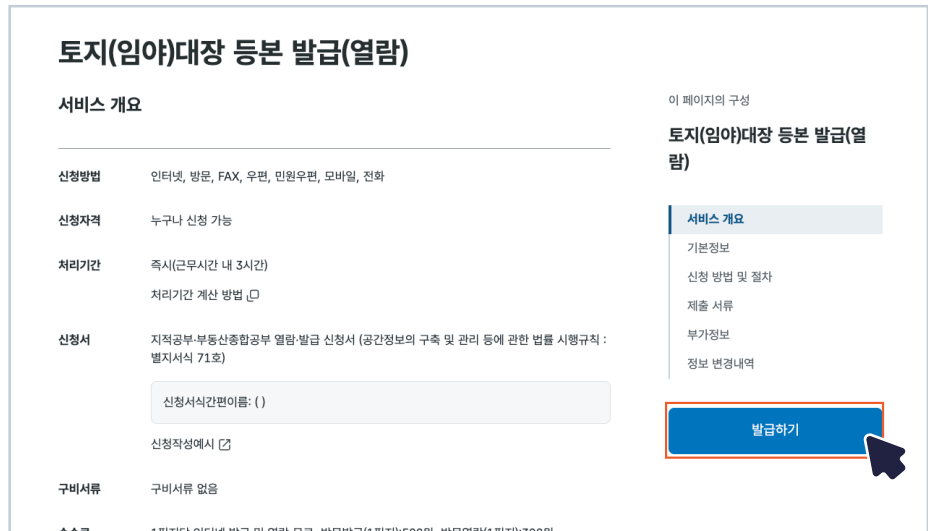 토지(임야)대장 등본 발급(열람)
서비스 개요
신청방법 인터넷, 방문, FAX, 우편, 민원우편, 모바일, 전화
신청자격 누구나 신청 가능
처리기간 즉시(근무시간 내 3시간)
처리기간 계산 방법
신청서 지적공부·부동산종합공부 열람·발급 신청서 (공간정보의 구축 및 관리 등에 관한 법률 시행규칙 :
별지서식 71호)
신청서식간편이름: ( )
신청작성예시
구비서류 구비서류 없음
이 페이지의 구성
토지(임야)대장 등본 발급(열
람)
서비스 개요
기본정보
신청 방법 및 절차
제출 서류
부가정보
정보 변경내역
발급하기